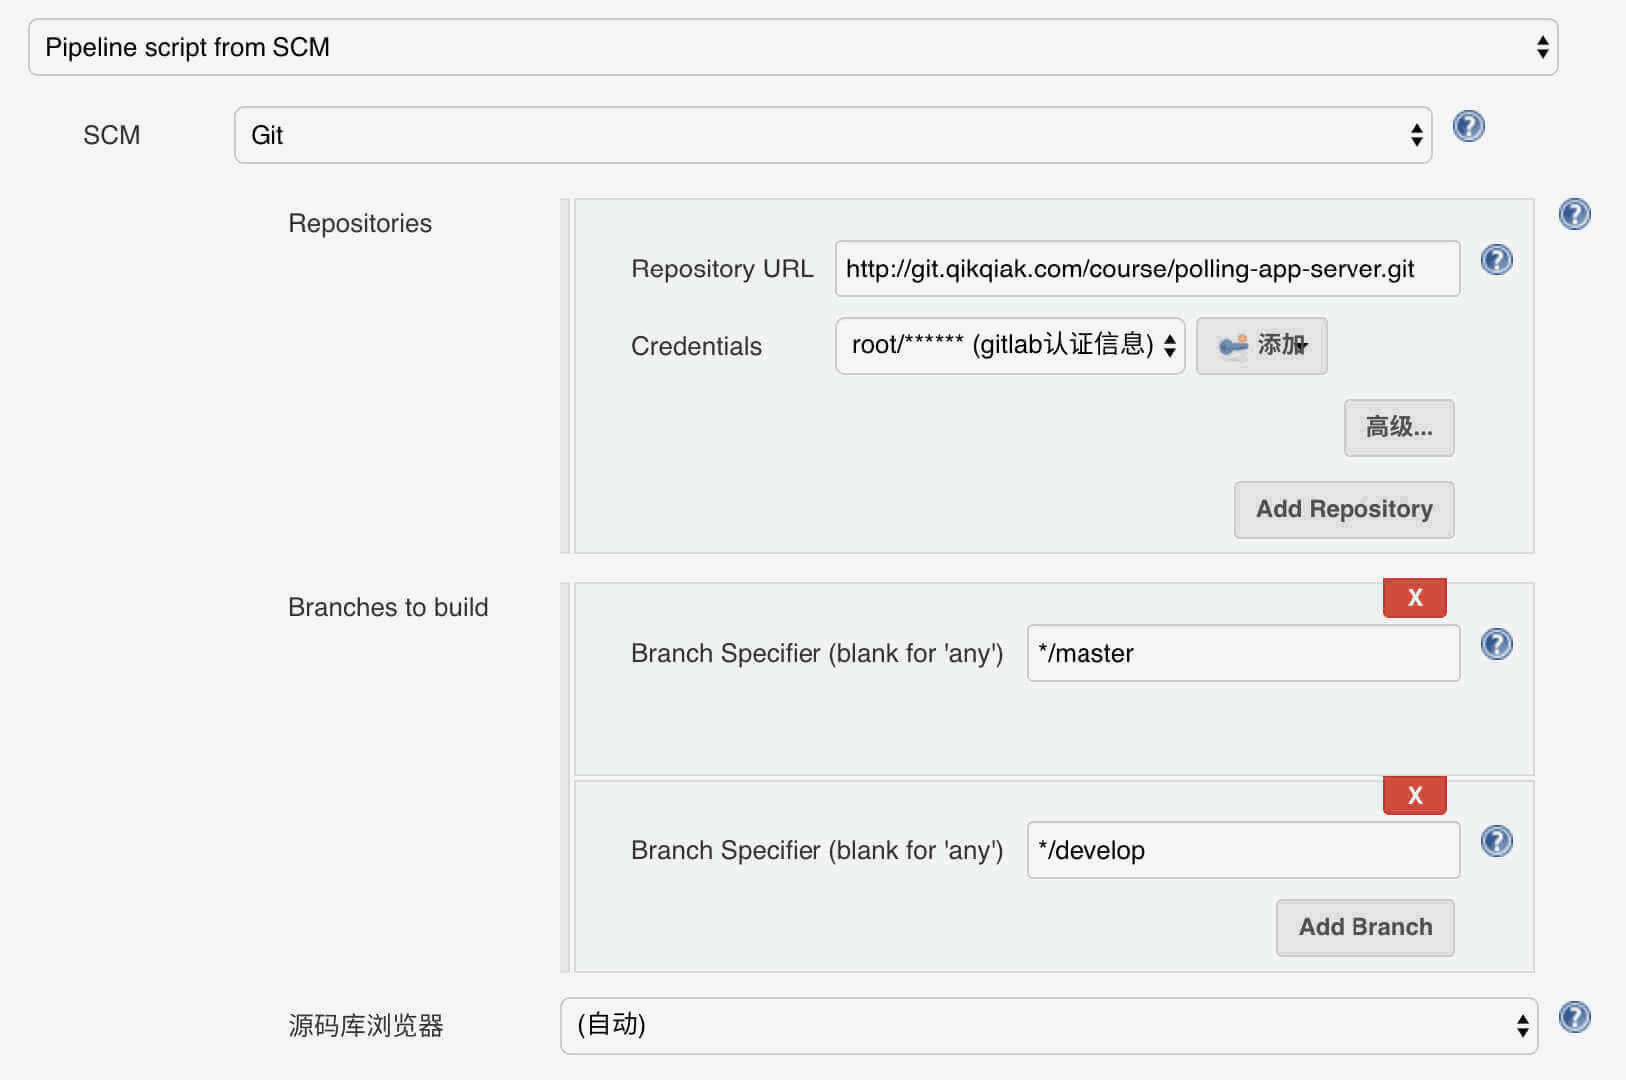 Pipeline script from SCM
SCM
Git
Repositories
Repository URL
http://git.qikqiak.com/course/polling-app-server.git
Credentials
root/****** (gitlab认证信息)
添加
高级...
Add Repository
Branches to build
X
Branch Specifier (blank for 'any')
*/master
X
Branch Specifier (blank for 'any')
*/develop
Add Branch
源码库浏览器
(自动)